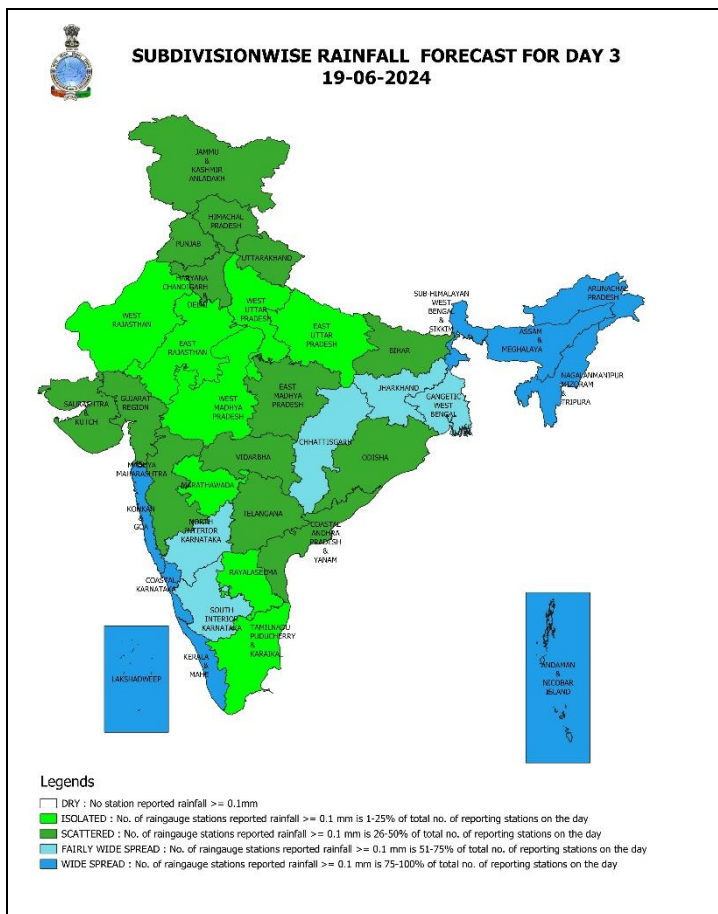 SUBDIVISIONWISE RAINFALL FORECAST FOR DAY 3
19-06-2024
JAMMU
&
KASHMIR
ANLADAKH
HIMACHAL
PRADESH
PUNJAB
UTTARAKHAND
HARYANA
CHANDIGARH
&
DELHI
WEST
UTTAR
PRADESH
WEST
RAJASTHAN
EAST
RAJASTHAN
EAST
UTTAR
PRADESH
SUB-HIMALAYAN
WEST
BENGAL
&
SIKKIM
ARUNACHAL
PRADESH
ASSAM
&
MEGHALAYA
NAGALANMANIPUR
MIZORAM
&
TRIPURA
BIHAR
JHARKHAND
GANGETIC
WEST
BENGAL
SAURASHTRA
&
KUTCH
GUJARAT
REGION
WEST
MADHYA
PRADESH
EAST
MADHYA
PRADESH
CHHATTISGARH
ODISHA
MADHYA
MAHARASHTRA
VIDARBHA
MARATHAWADA
KONKAN
&
GOA
TELANGANA
NORTH
INTERIOR
KARNATAKA
COASTAL
ANDHRA
PRADESH
&
YANAM
RAYALASEEMA
COASTAL
KARNATAKA
SOUTH
INTERIOR
KARNATAKA
TAMILNADU
PUDUCHERRY
&
KARAIKAL
KERALA
&
MAHE
LAKSHADWEEP
ANDAMAN
&
NICOBAR
ISLAND
Legends
DRY : No station reported rainfall >= 0.1mm
ISOLATED : No. of raingauge stations reported rainfall >= 0.1 mm is 1-25% of total no. of reporting stations on the day
SCATTERED : No. of raingauge stations reported rainfall >= 0.1 mm is 26-50% of total no. of reporting stations on the day
FAIRLY WIDE SPREAD : No. of raingauge stations reported rainfall >= 0.1 mm is 51-75% of total no. of reporting stations on the day
WIDE SPREAD : No. of raingauge stations reported rainfall >= 0.1 mm is 75-100% of total no. of reporting stations on the day